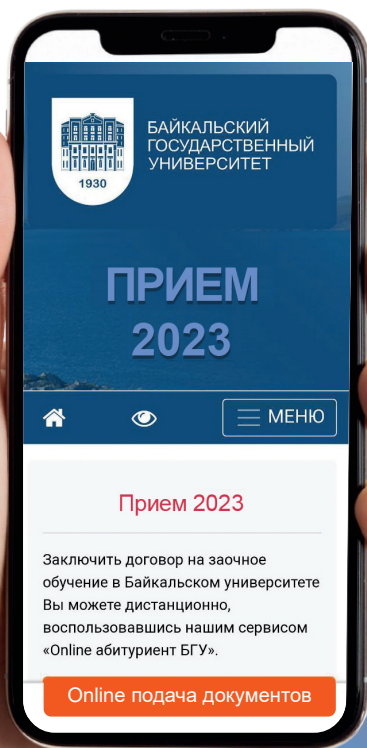 1930
БАЙКАЛЬСКИЙ
ГОСУДАРСТВЕННЫЙ
УНИВЕРСИТЕТ
ПРИЕМ
2023
МЕНЮ
Прием 2023
Заключить договор на заочное
обучение в Байкальском университете
Вы можете дистанционно,
воспользовавшись нашим сервисом
«Online абитуриент БГУ».
Online подача документов